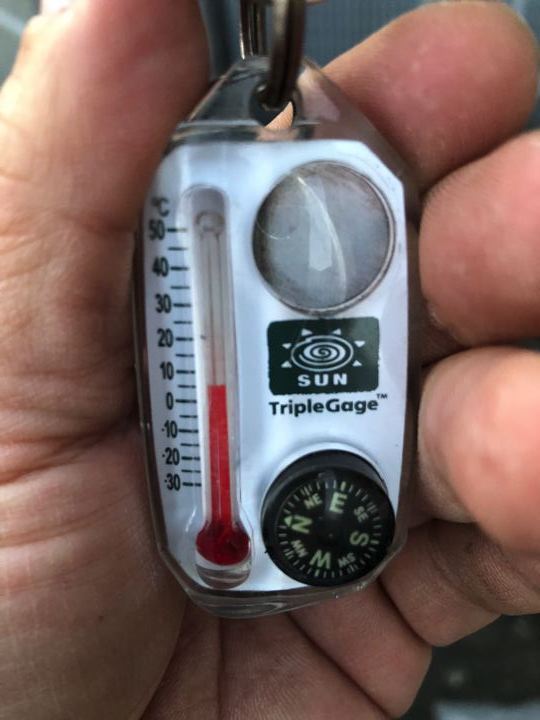 °C
50
40
30
20
10
0
-10
-20
-30
SUN
TripleGage™
N
NE
E
SE
S
SW
W
NW